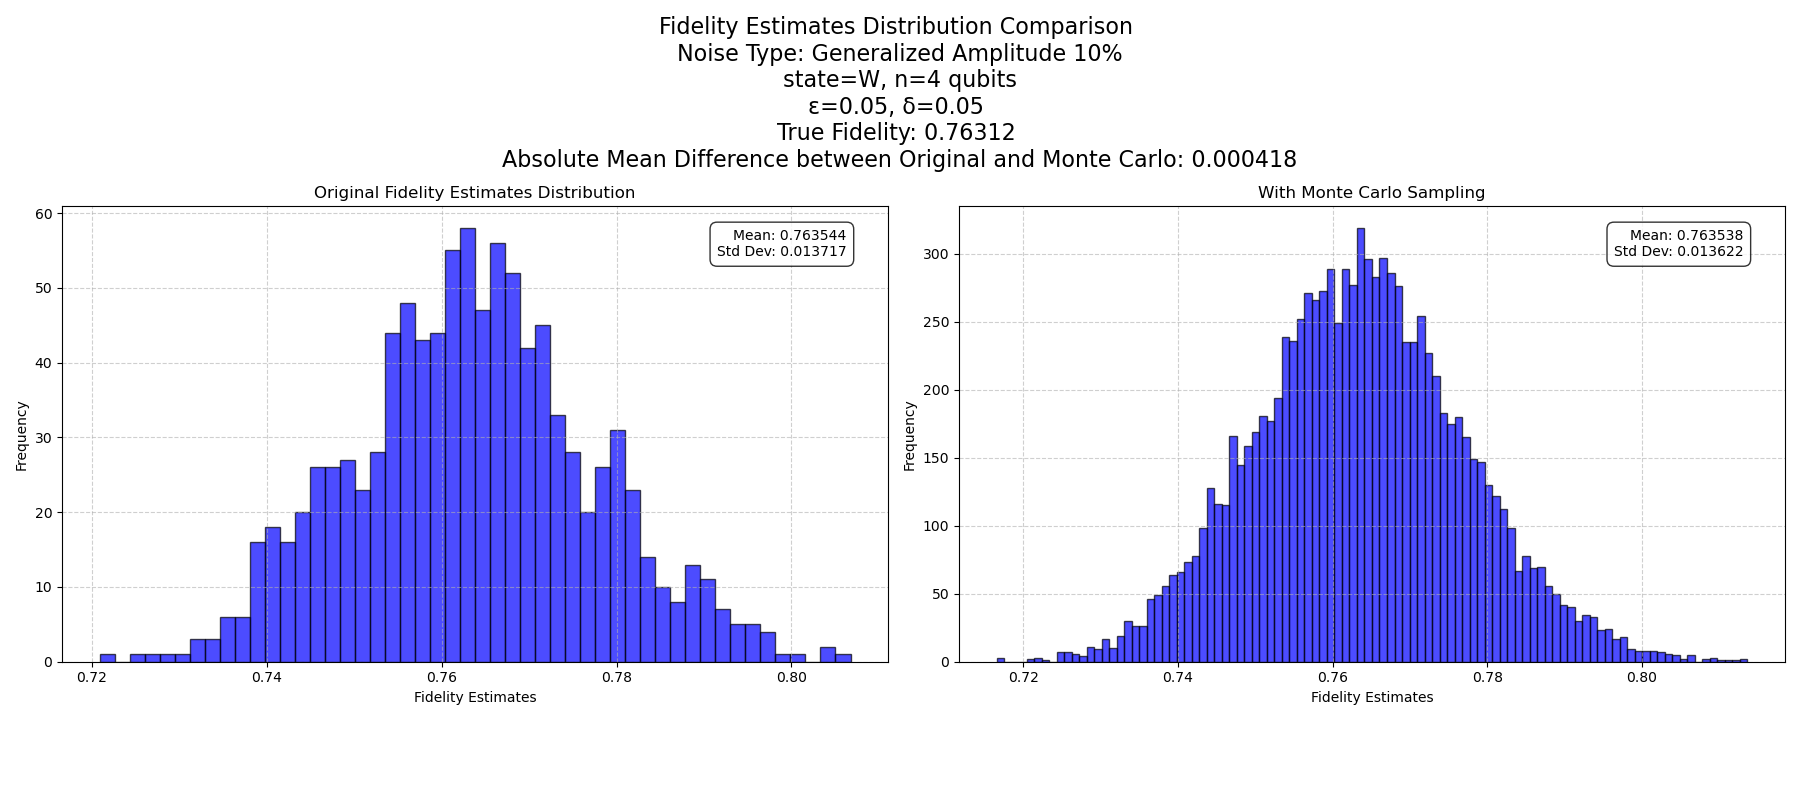 Fidelity Estimates Distribution Comparison
Noise Type: Generalized Amplitude 10%
state=W, n=4 qubits
ε=0.05, δ=0.05
True Fidelity: 0.76312
Absolute Mean Difference between Original and Monte Carlo: 0.000418
Original Fidelity Estimates Distribution
Mean: 0.763544
Std Dev: 0.013717
60
50
40
30
20
10
0
Frequency
0.72 0.74 0.76 0.78 0.80
Fidelity Estimates
With Monte Carlo Sampling
Mean: 0.763538
Std Dev: 0.013622
300
250
200
150
100
50
0
Frequency
0.72 0.74 0.76 0.78 0.80
Fidelity Estimates